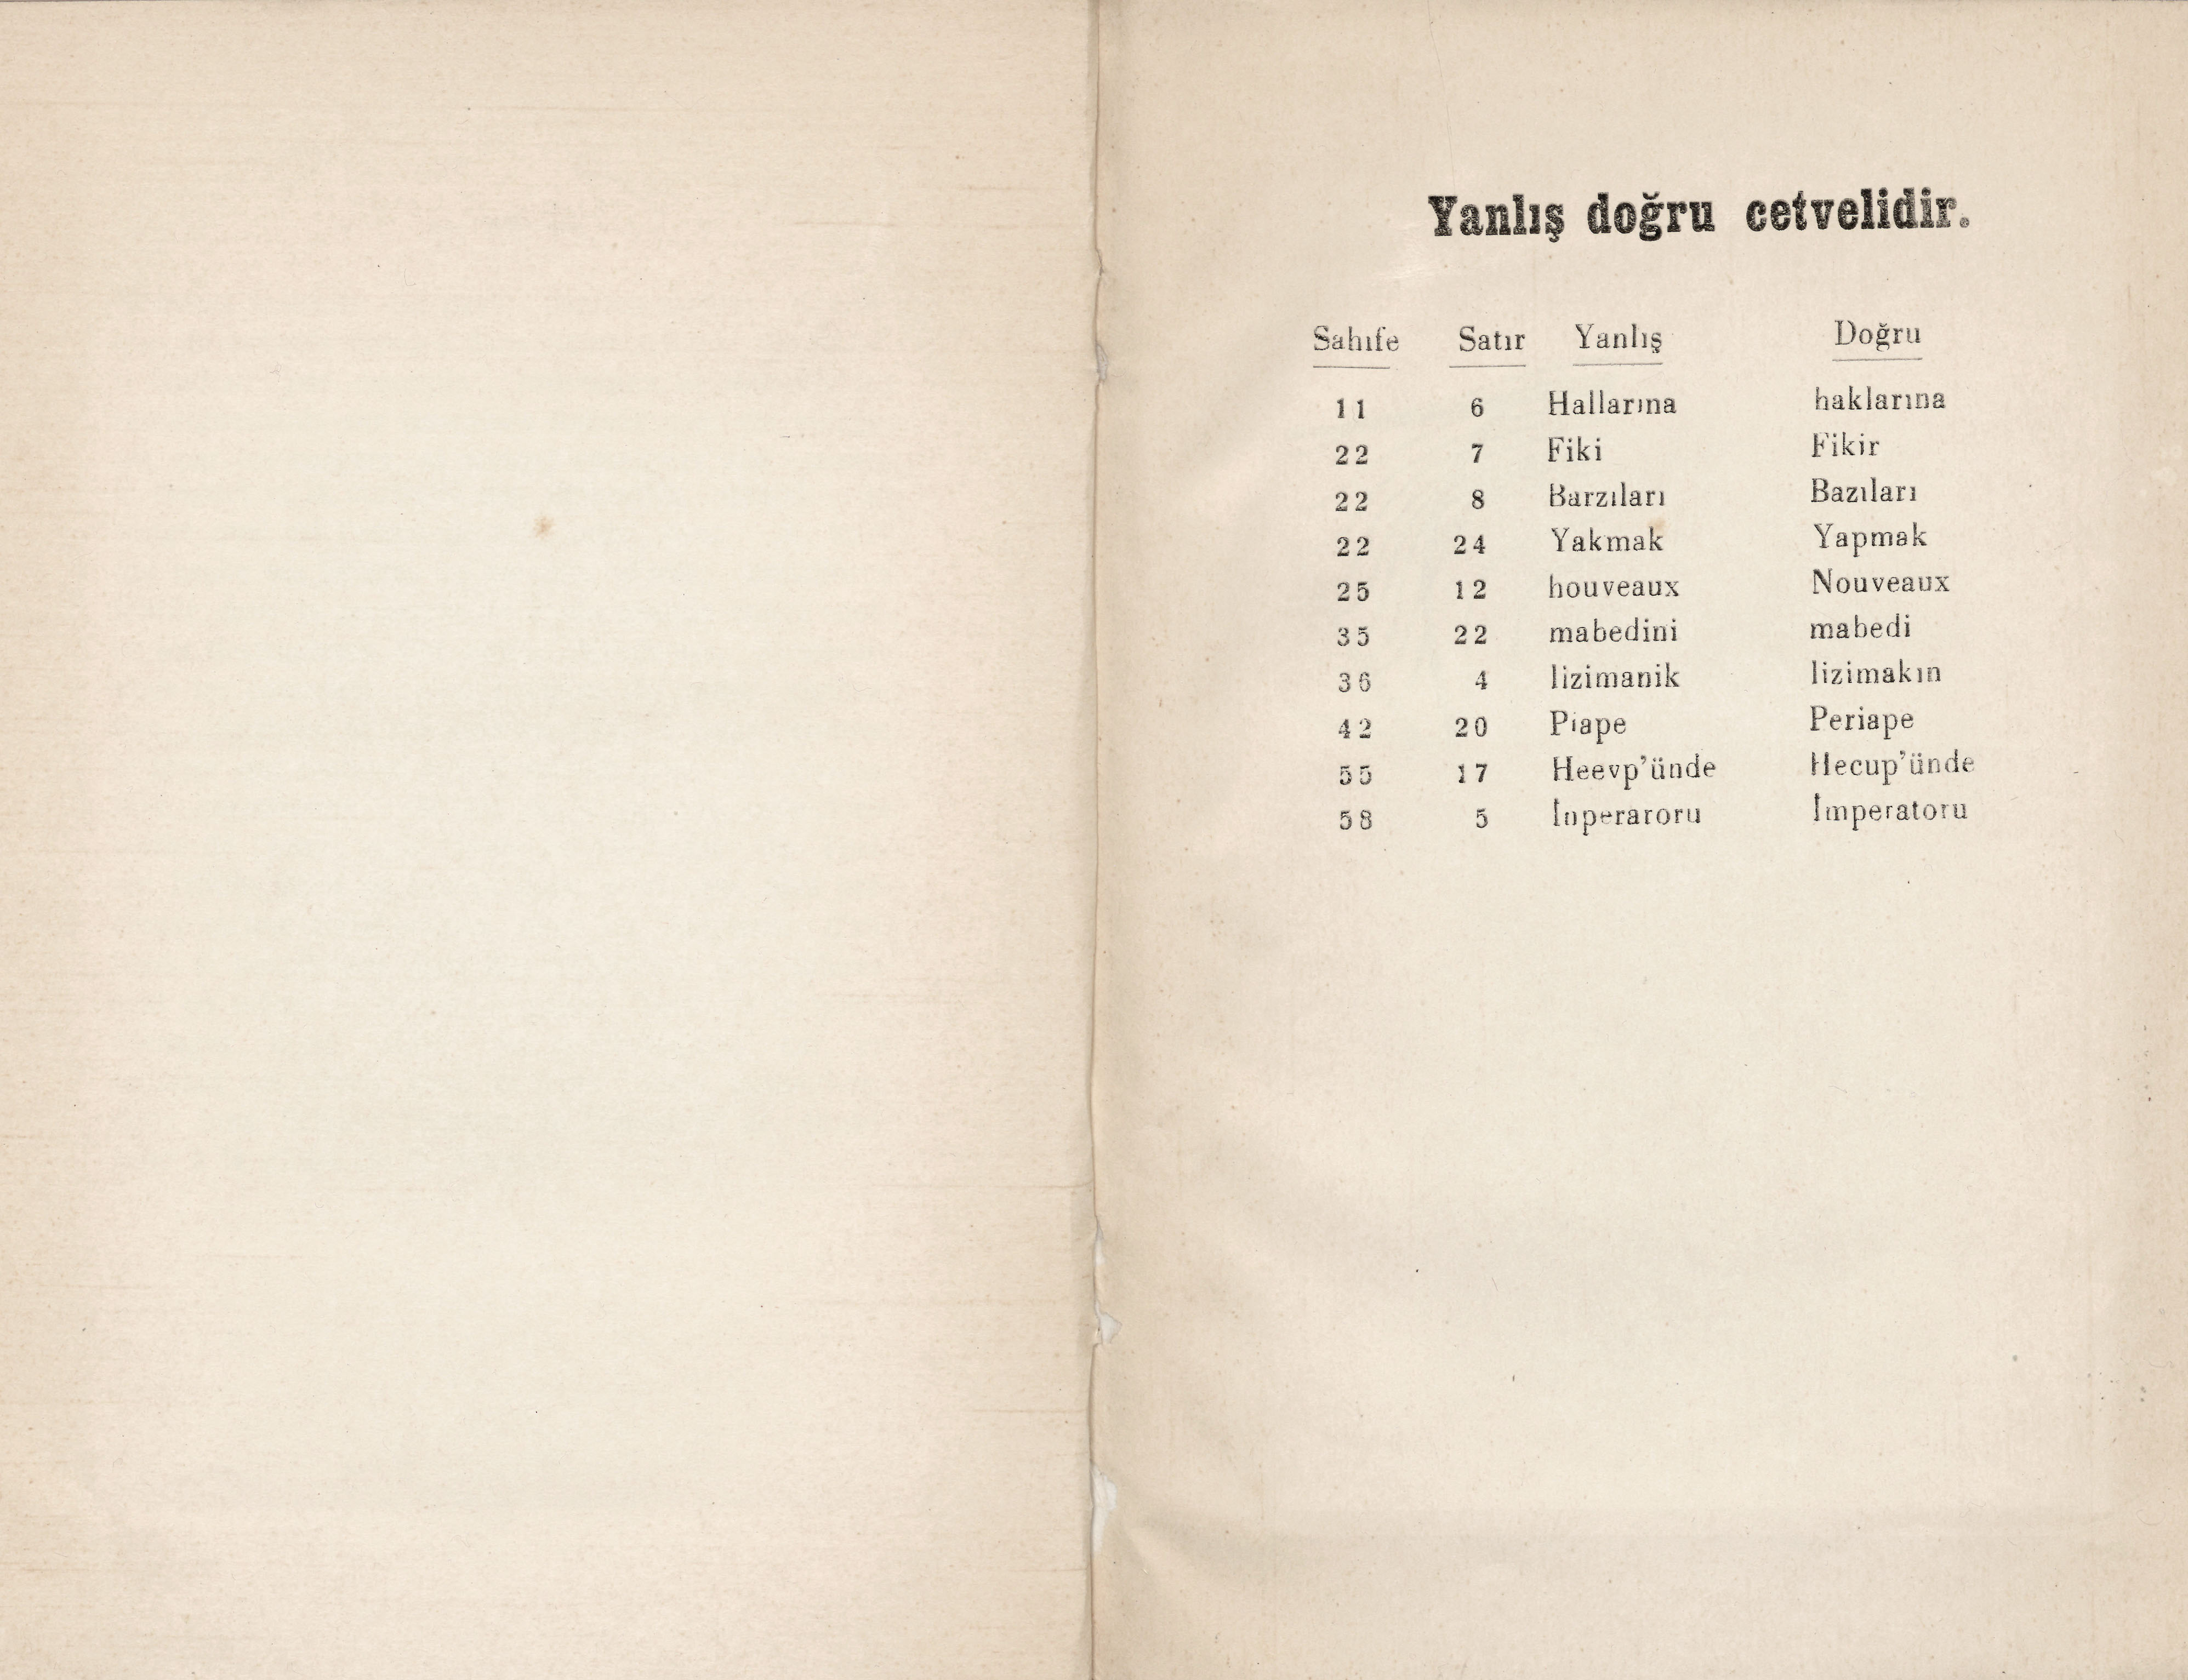 Yanlış doğru cetvelidir.
Sahıfe Satır Yanlış Doğru
11 6 Hallarına haklarına
22 7 Fiki Fikir
22 8 Barzıları Bazıları
22 24 Yakmak Yapmak
25 12 houveaux Nouveaux
35 22 mabedini mabedi
36 4 lizimanik lizimakın
42 20 Piape Periape
55 17 Heevp'ünde Hecup'ünde
58 5 İnperaroru İmperatoru